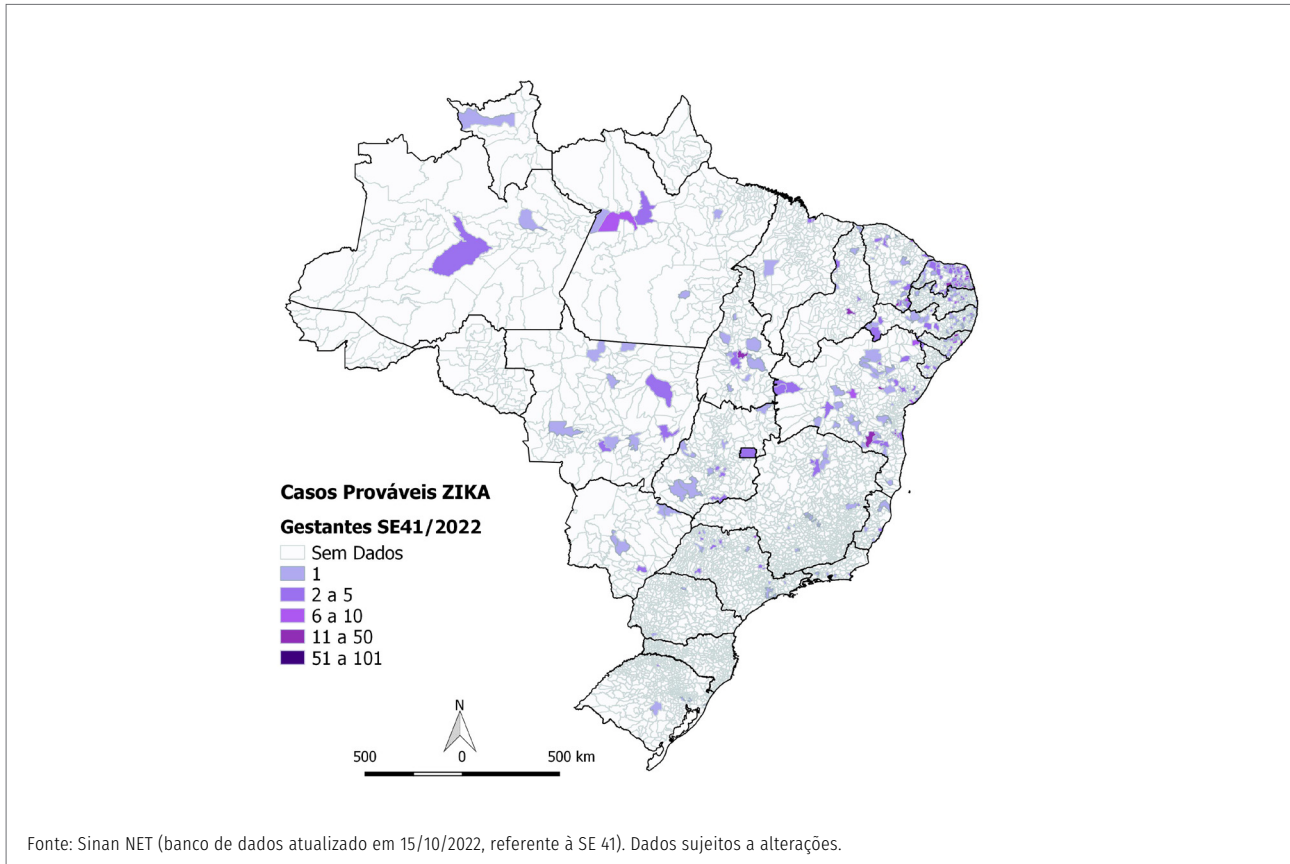 Casos Prováveis ZIKA
Gestantes SE41/2022
Sem Dados
1
2 a 5
6 a 10
11 a 50
51 a 101
N
500 0 500 km
Fonte: Sinan NET (banco de dados atualizado em 15/10/2022, referente à SE 41). Dados sujeitos a alterações.